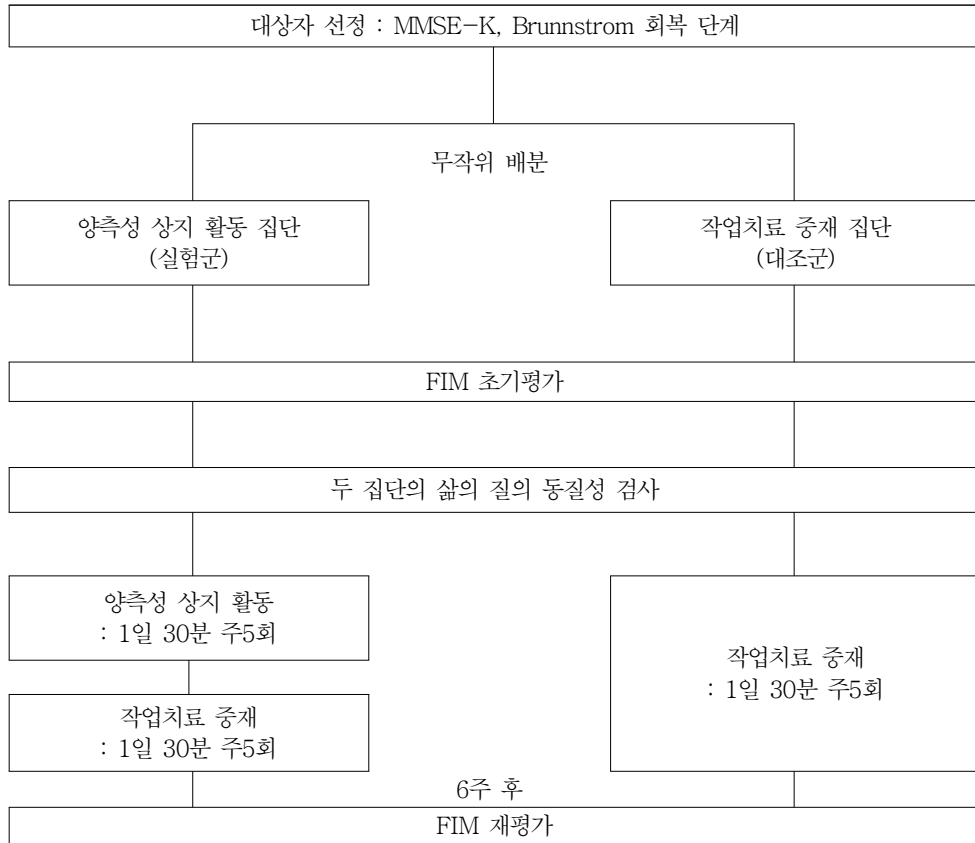 대상자 선정 : MMSE-K, Brunnstrom 회복 단계
무작위 배분
양측성 상지 활동 집단
(실험군)
작업치료 중재 집단
(대조군)
FIM 초기평가
두 집단의 삶의 질의 동질성 검사
양측성 상지 활동
: 1일 30분 주5회
작업치료 중재
: 1일 30분 주5회
작업치료 중재
: 1일 30분 주5회
6주 후
FIM 재평가